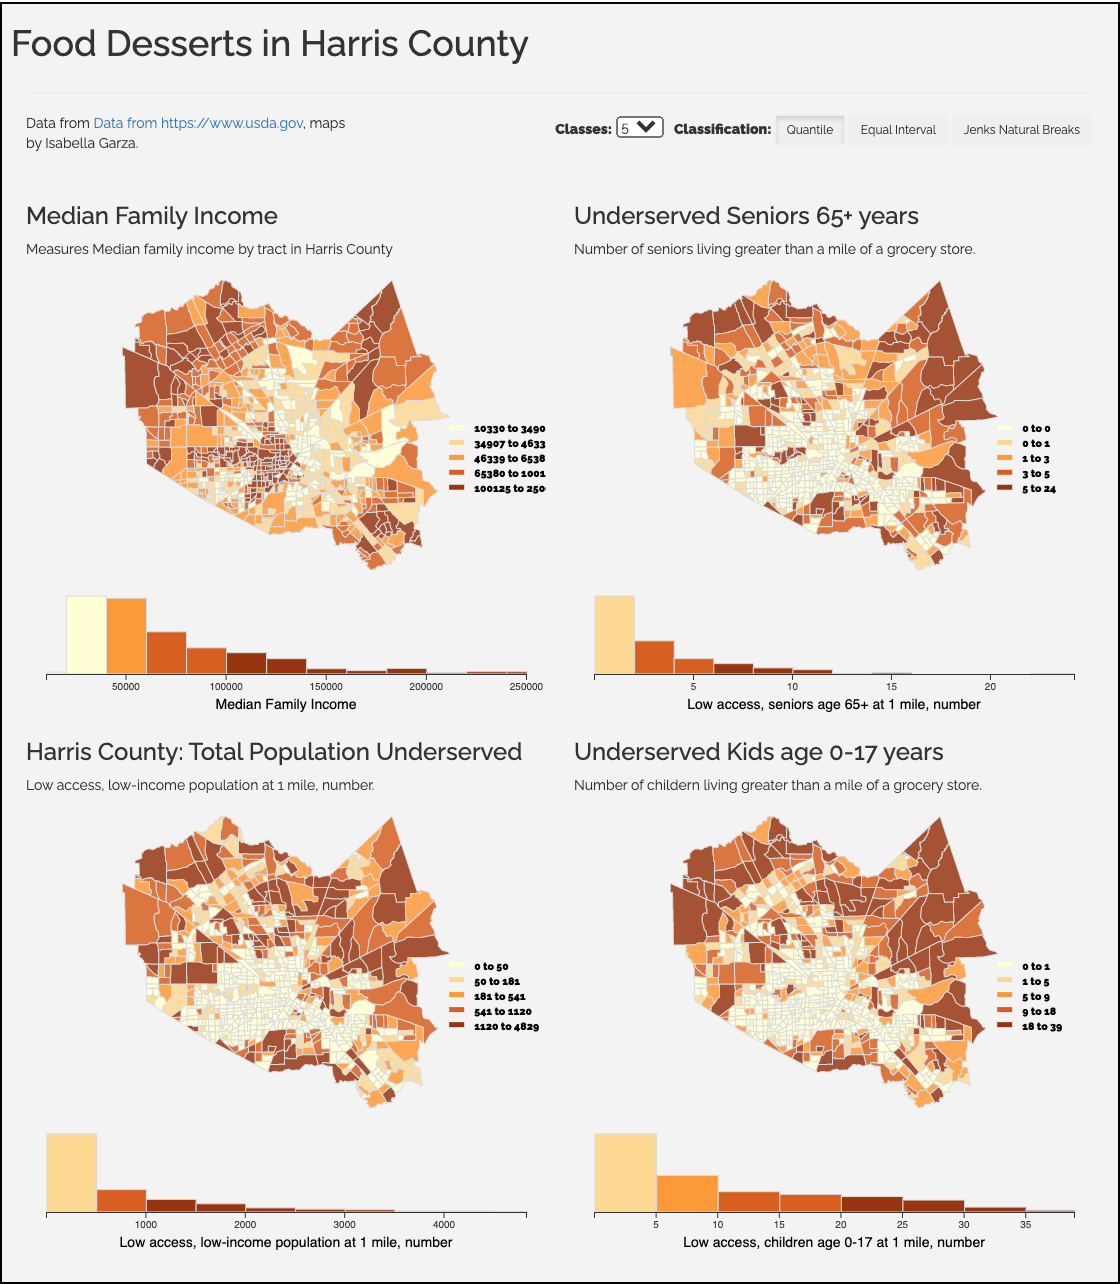 Food Desserts in Harris County
Data from Data from https://www.usda.gov, maps
by Isabella Garza.
Classes: 5 Classification: Quantile Equal Interval Jenks Natural Breaks
Median Family Income
Measures Median family income by tract in Harris County
10330 to 3490
34907 to 4633
46339 to 6538
65380 to 1001
100125 to 250
50000 100000 150000 200000 250000
Median Family Income
Underserved Seniors 65+ years
Number of seniors living greater than a mile of a grocery store.
0 to 0
0 to 1
1 to 3
3 to 5
5 to 24
5 10 15 20
Low access, seniors age 65+ at 1 mile, number
Harris County: Total Population Underserved
Low access, low-income population at 1 mile, number.
0 to 50
50 to 181
181 to 541
541 to 1120
1120 to 4829
1000 2000 3000 4000
Low access, low-income population at 1 mile, number
Underserved Kids age 0-17 years
Number of childern living greater than a mile of a grocery store.
0 to 1
1 to 5
5 to 9
9 to 18
18 to 39
5 10 15 20 25 30 35
Low access, children age 0-17 at 1 mile, number